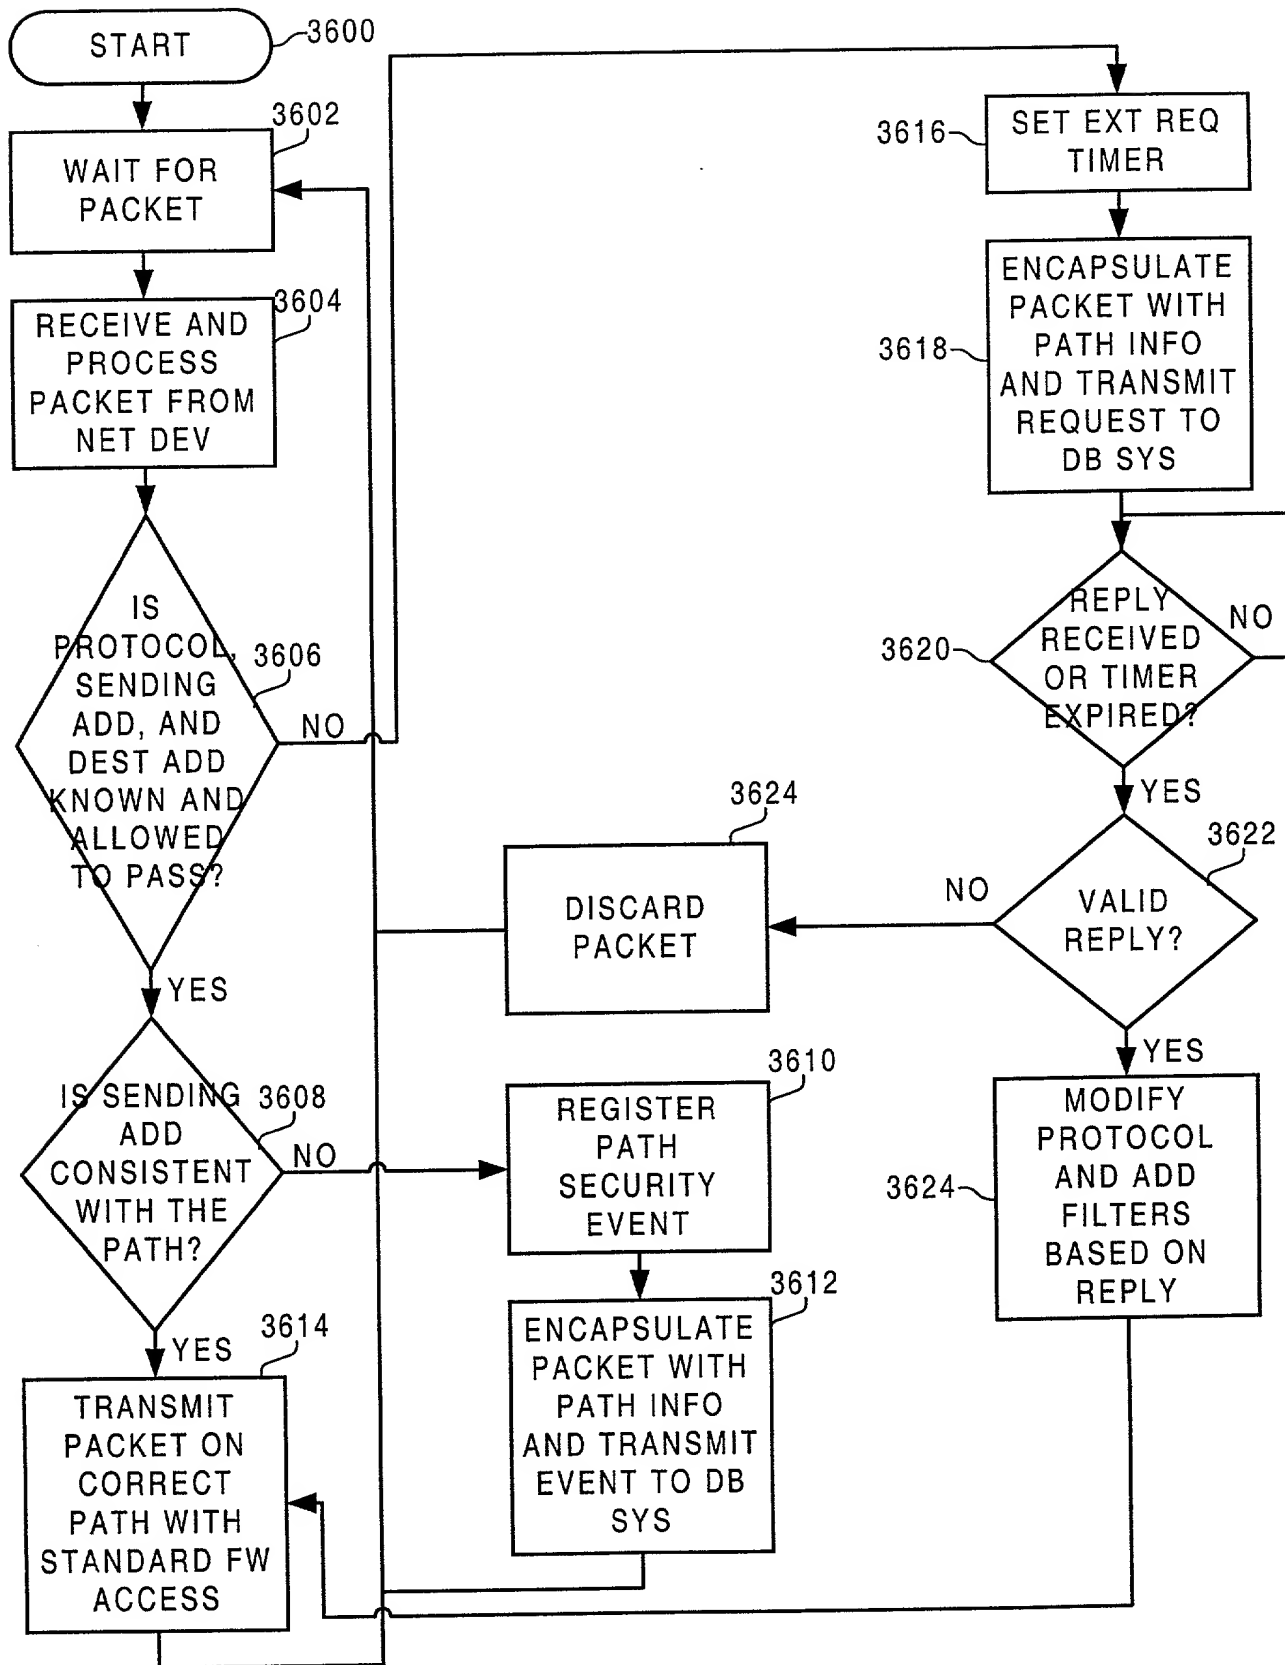 START
3600
3602
WAIT FOR
PACKET
3604
RECEIVE AND
PROCESS
PACKET FROM
NET DEV
IS
PROTOCOL,
SENDING
ADD, AND
DEST ADD
KNOWN AND
ALLOWED
TO PASS?
3606
NO
YES
IS SENDING
ADD
CONSISTENT
WITH THE
PATH?
3608
NO
YES
3614
TRANSMIT
PACKET ON
CORRECT
PATH WITH
STANDARD FW
ACCESS
3624
DISCARD
PACKET
3610
REGISTER
PATH
SECURITY
EVENT
3612
ENCAPSULATE
PACKET WITH
PATH INFO
AND TRANSMIT
EVENT TO DB
SYS
3616
SET EXT REQ
TIMER
3618
ENCAPSULATE
PACKET WITH
PATH INFO
AND TRANSMIT
REQUEST TO
DB SYS
3620
REPLY
RECEIVED
OR TIMER
EXPIRED?
NO
YES
3622
VALID
REPLY?
NO
YES
3624
MODIFY
PROTOCOL
AND ADD
FILTERS
BASED ON
REPLY